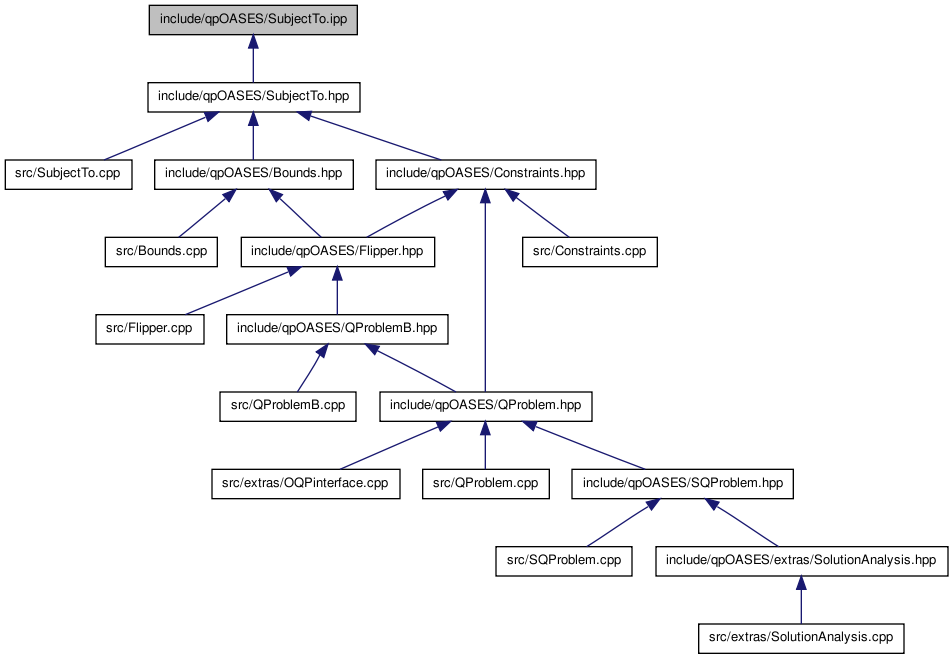 include/qpOASES/SubjectTo.ipp
include/qpOASES/SubjectTo.hpp
src/SubjectTo.cpp
include/qpOASES/Bounds.hpp
include/qpOASES/Constraints.hpp
src/Bounds.cpp
include/qpOASES/Flipper.hpp
src/Constraints.cpp
src/Flipper.cpp
include/qpOASES/QProblemB.hpp
src/QProblemB.cpp
include/qpOASES/QProblem.hpp
src/extras/OQPinterface.cpp
src/QProblem.cpp
include/qpOASES/SQProblem.hpp
src/SQProblem.cpp
include/qpOASES/extras/SolutionAnalysis.hpp
src/extras/SolutionAnalysis.cpp